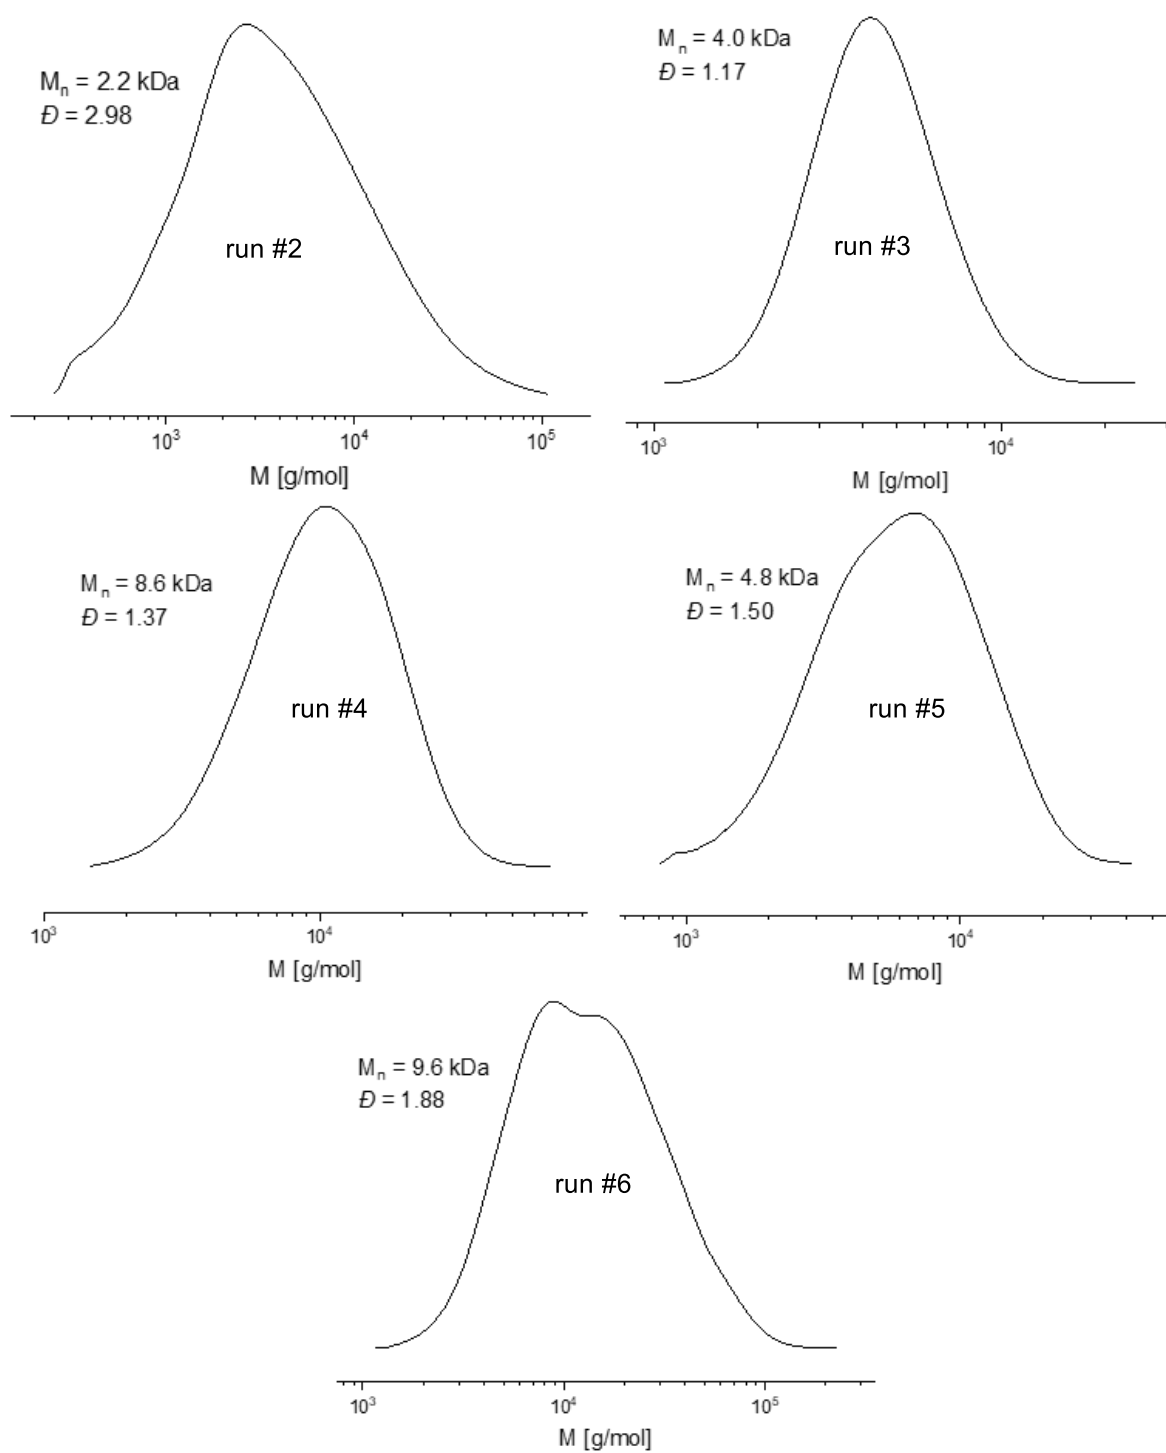 Mn = 2.2 kDa
Đ = 2.98
run #2
10³ 10⁴ 10⁵
M [g/mol]
Mn = 4.0 kDa
Đ = 1.17
run #3
10³ 10⁴
M [g/mol]
Mn = 8.6 kDa
Đ = 1.37
run #4
10³ 10⁴
M [g/mol]
Mn = 4.8 kDa
Đ = 1.50
run #5
10³ 10⁴
M [g/mol]
Mn = 9.6 kDa
Đ = 1.88
run #6
10³ 10⁴ 10⁵
M [g/mol]